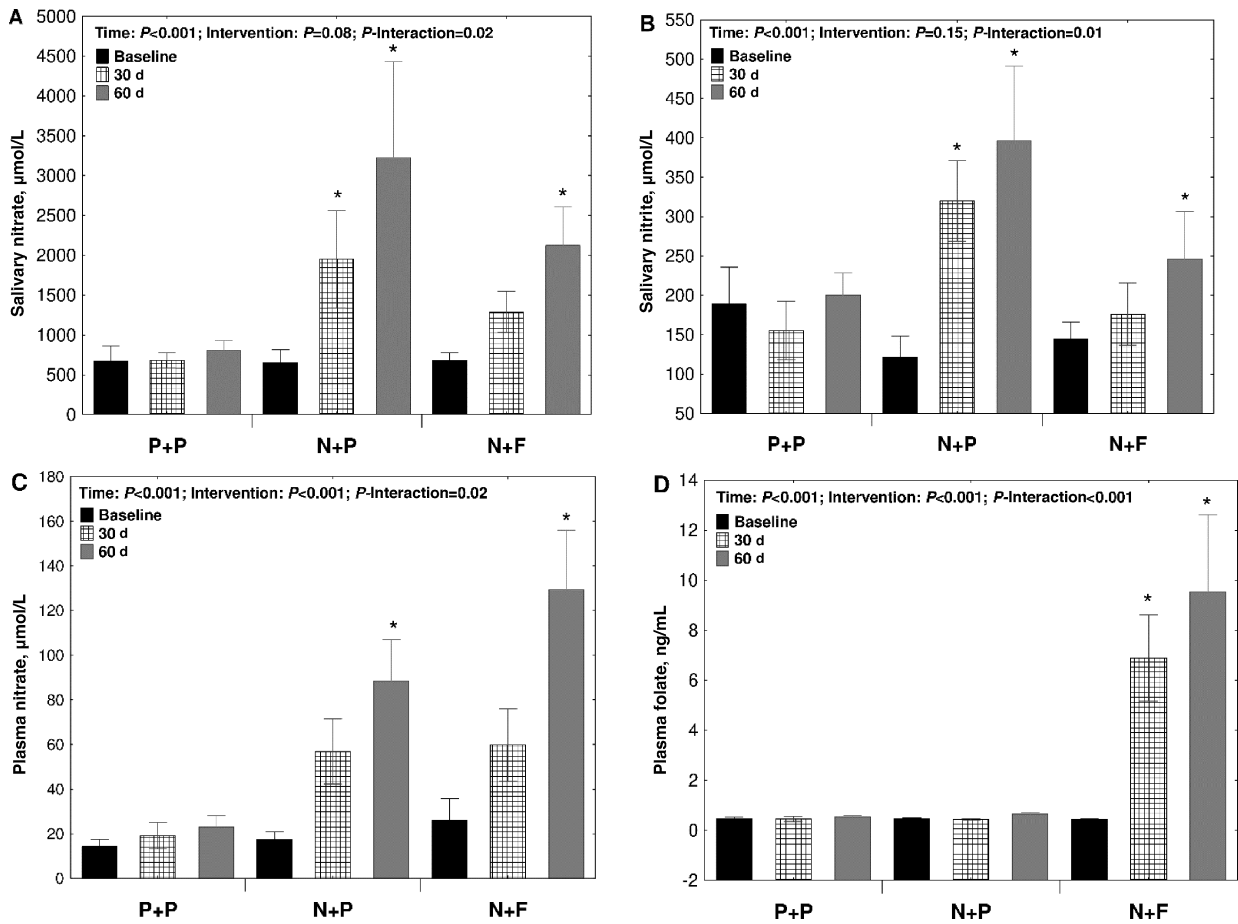 A
Time: P<0.001; Intervention: P=0.08; P-Interaction=0.02
Baseline
30 d
60 d
Salivary nitrate, µmol/L
5000
4500
4000
3500
3000
2500
2000
1500
1000
500
0
*
*
*
P+P N+P N+F
B
Time: P<0.001; Intervention: P=0.15; P-Interaction=0.01
Baseline
30 d
60 d
Salivary nitrite, µmol/L
550
500
450
400
350
300
250
200
150
100
50
*
*
*
P+P N+P N+F
C
Time: P<0.001; Intervention: P<0.001; P-Interaction=0.02
Baseline
30 d
60 d
Plasma nitrate, µmol/L
180
160
140
120
100
80
60
40
20
0
*
*
P+P N+P N+F
D
Time: P<0.001; Intervention: P<0.001; P-Interaction<0.001
Baseline
30 d
60 d
Plasma folate, ng/mL
14
12
10
8
6
4
2
0
-2
*
*
P+P N+P N+F